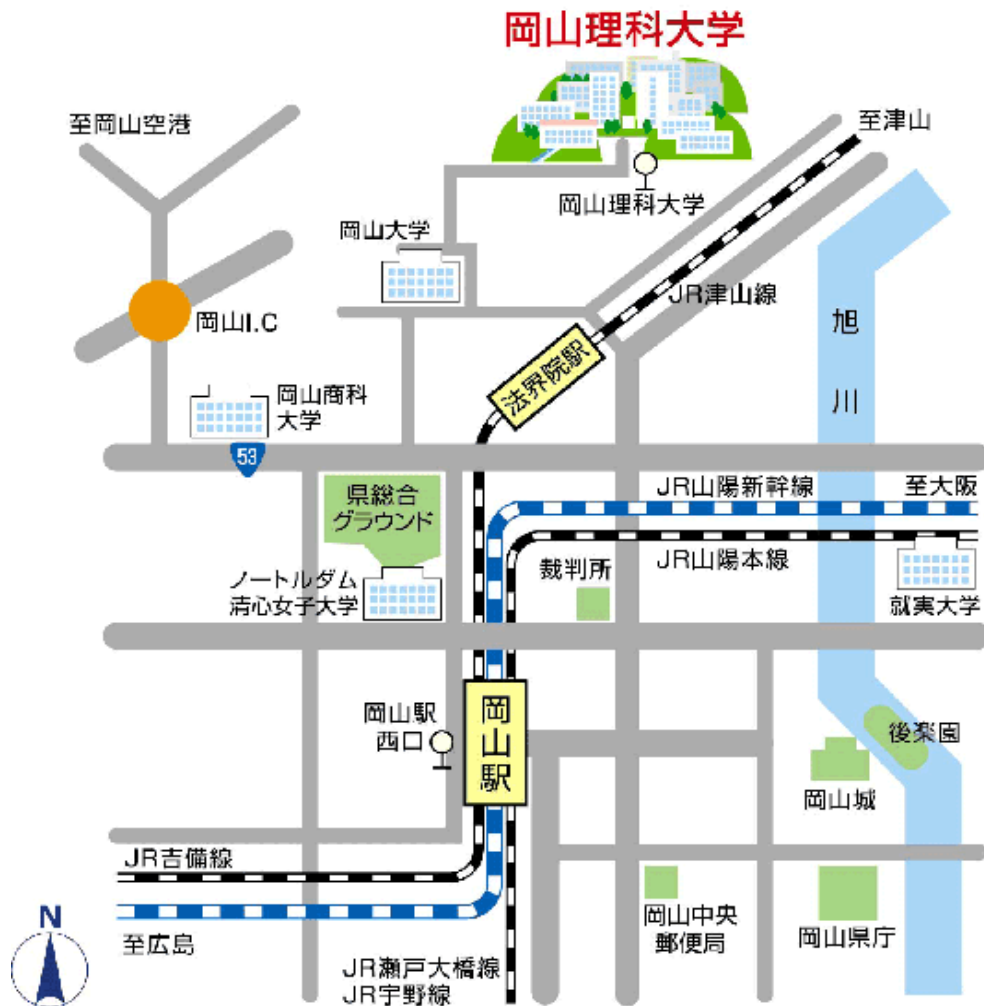 岡山理科大学
至岡山空港
至津山
岡山理科大学
岡山大学
JR津山線
岡山I.C
旭川
法界院駅
岡山商科
大学
53
県総合
グラウンド
JR山陽新幹線
至大阪
JR山陽本線
裁判所
ノートルダム
清心女子大学
就実大学
岡山駅
西口
岡山駅
後楽園
岡山城
JR吉備線
岡山中央
郵便局
岡山県庁
N
至広島
JR瀬戸大橋線
JR宇野線